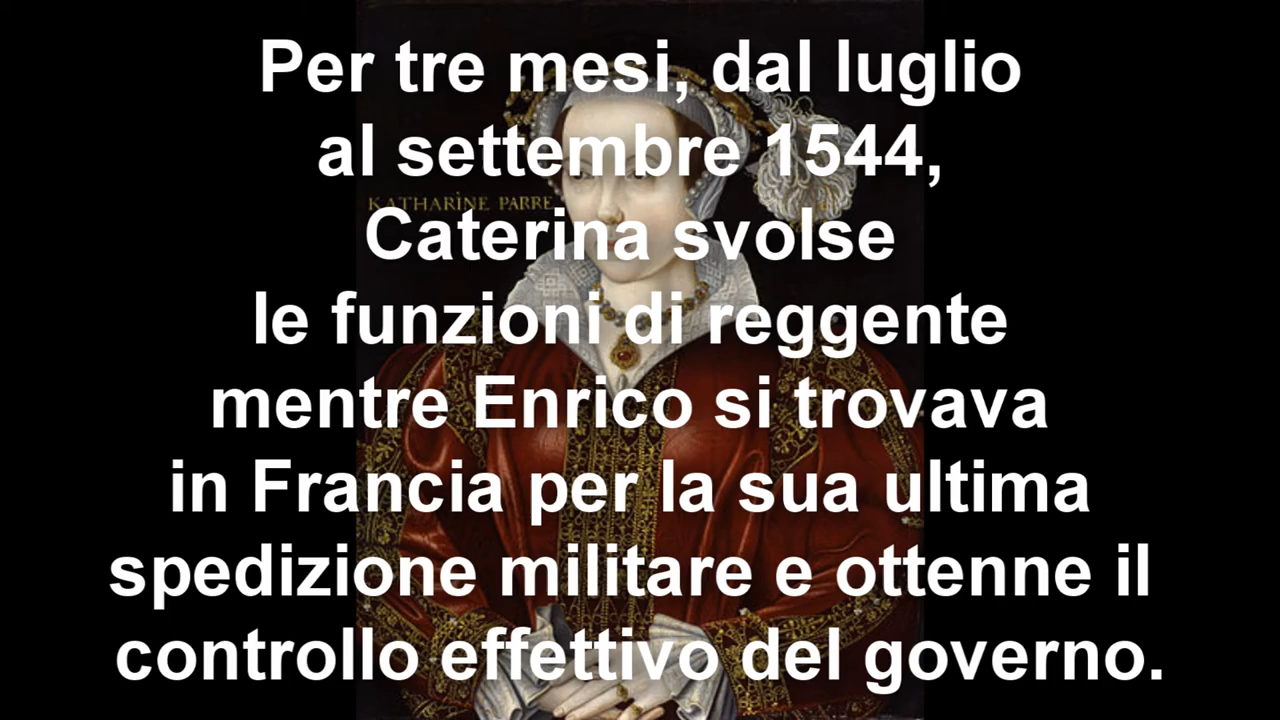 Per tre mesi, dal luglio
al settembre 1544,
KATHARINE PARRE
Caterina svolse
le funzioni di reggente
mentre Enrico si trovava
in Francia per la sua ultima
spedizione militare e ottenne il
controllo effettivo del governo.